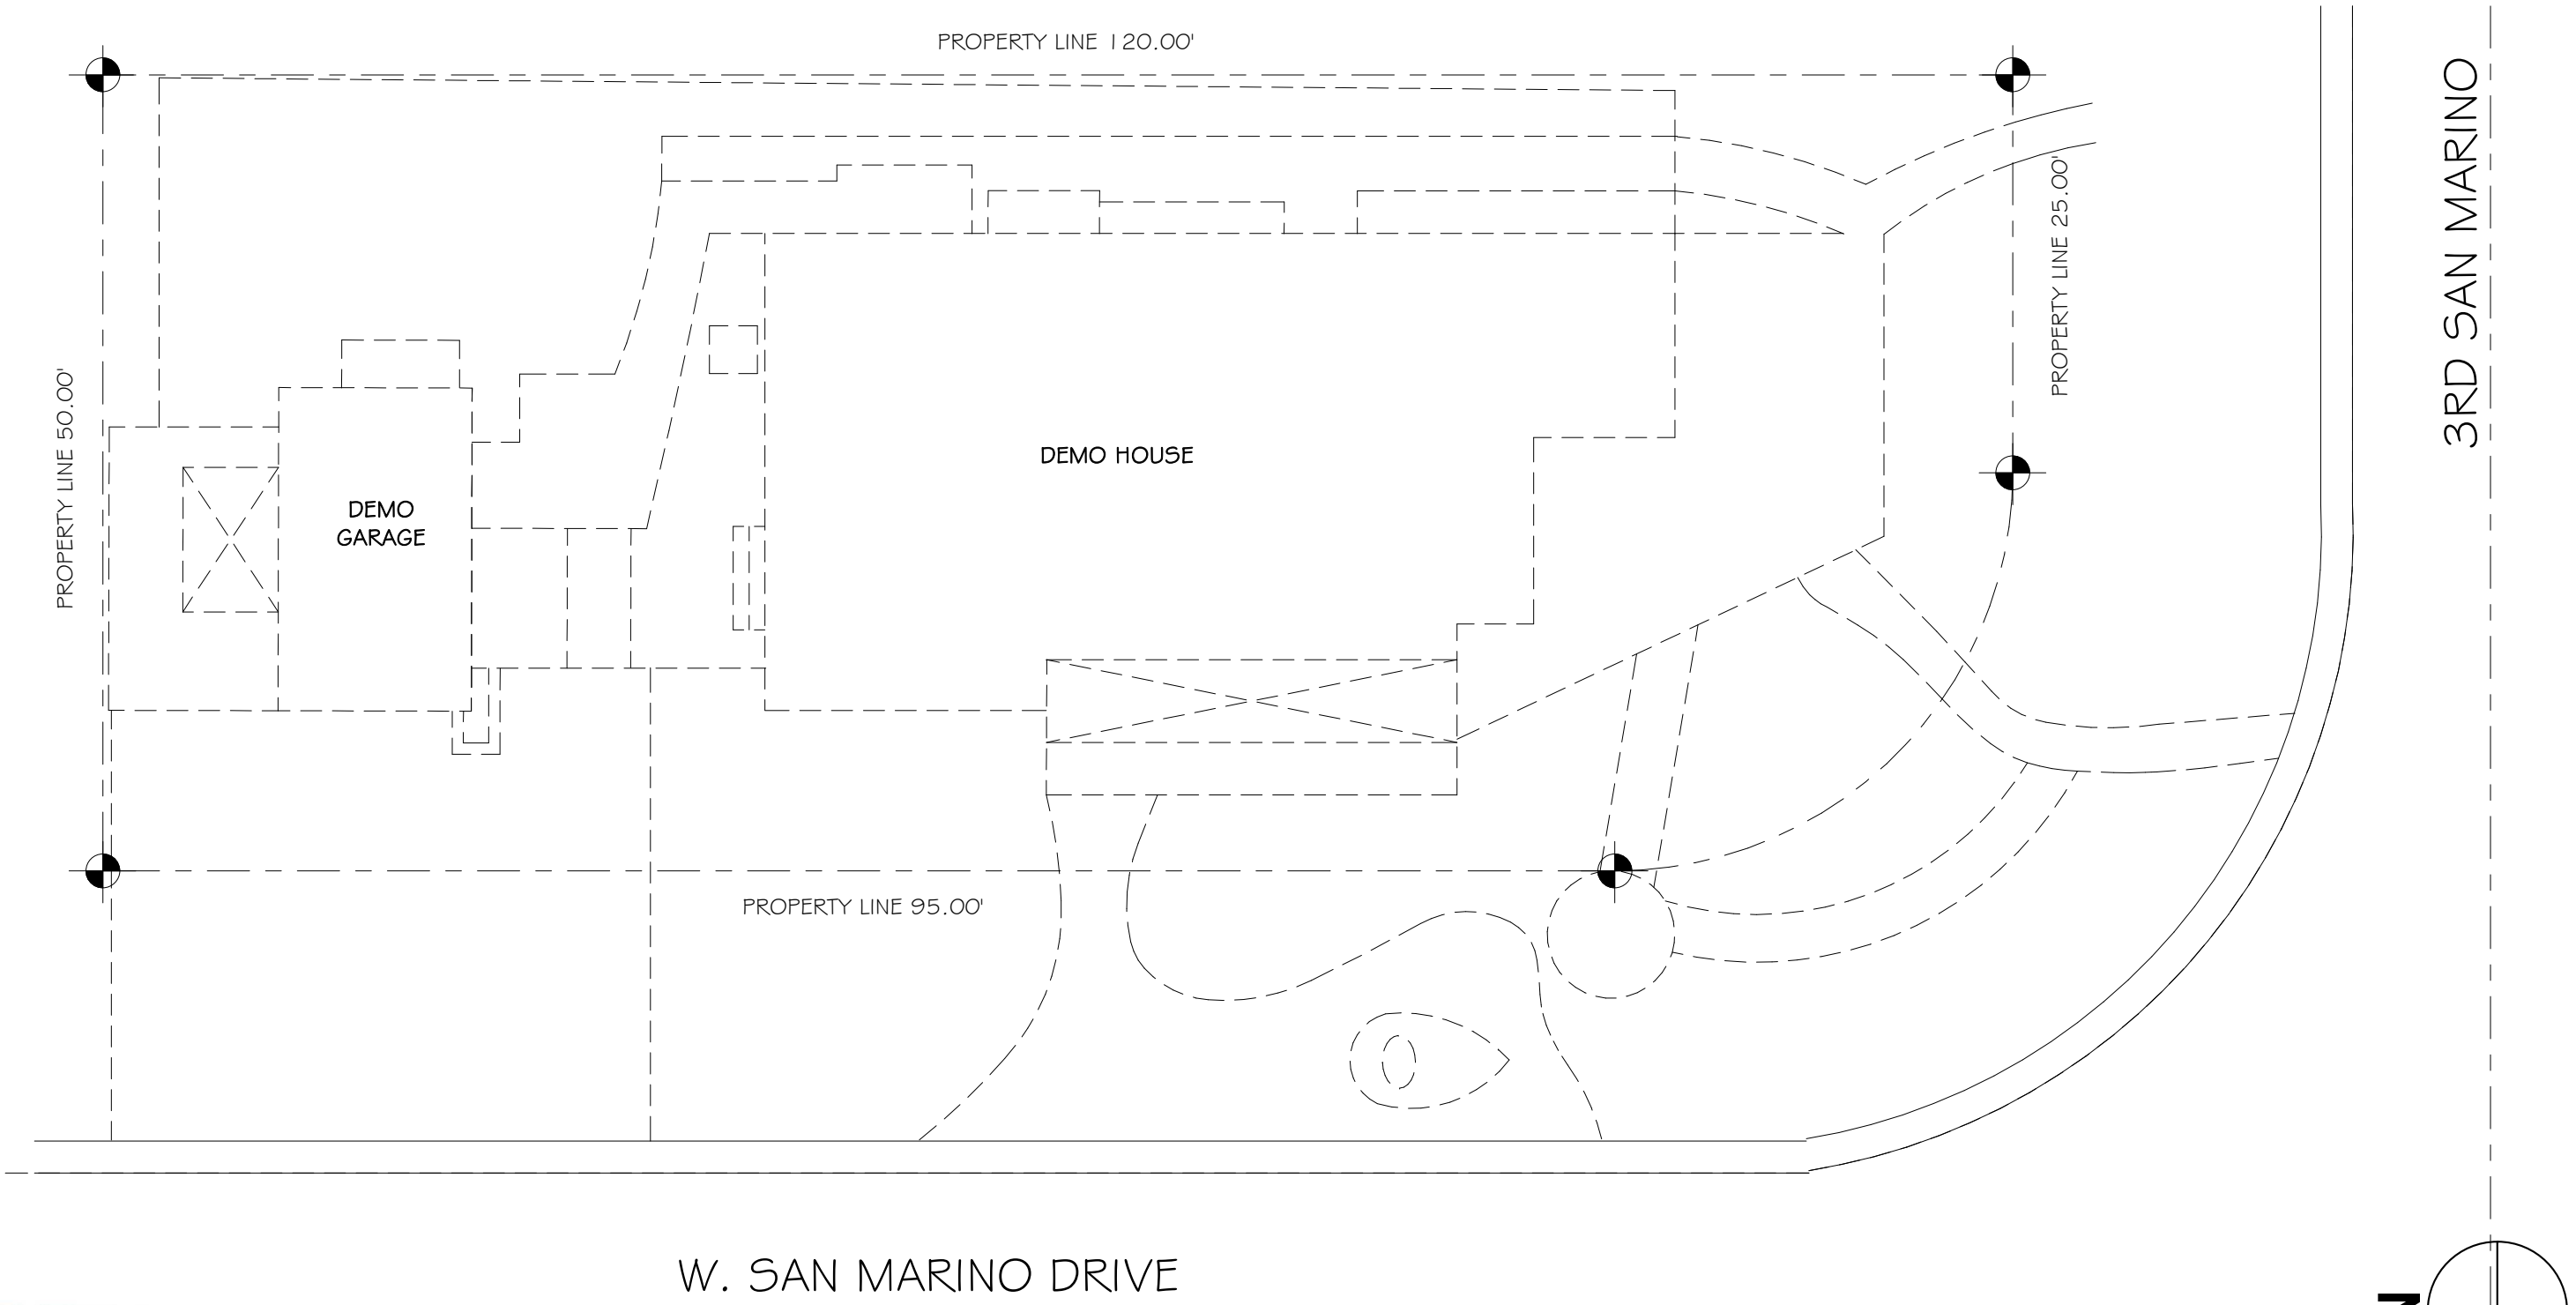 PROPERTY LINE 120.00'
3RD SAN MARINO
PROPERTY LINE 25.00'
PROPERTY LINE 50.00'
DEMO HOUSE
DEMO
GARAGE
PROPERTY LINE 95.00'
W. SAN MARINO DRIVE